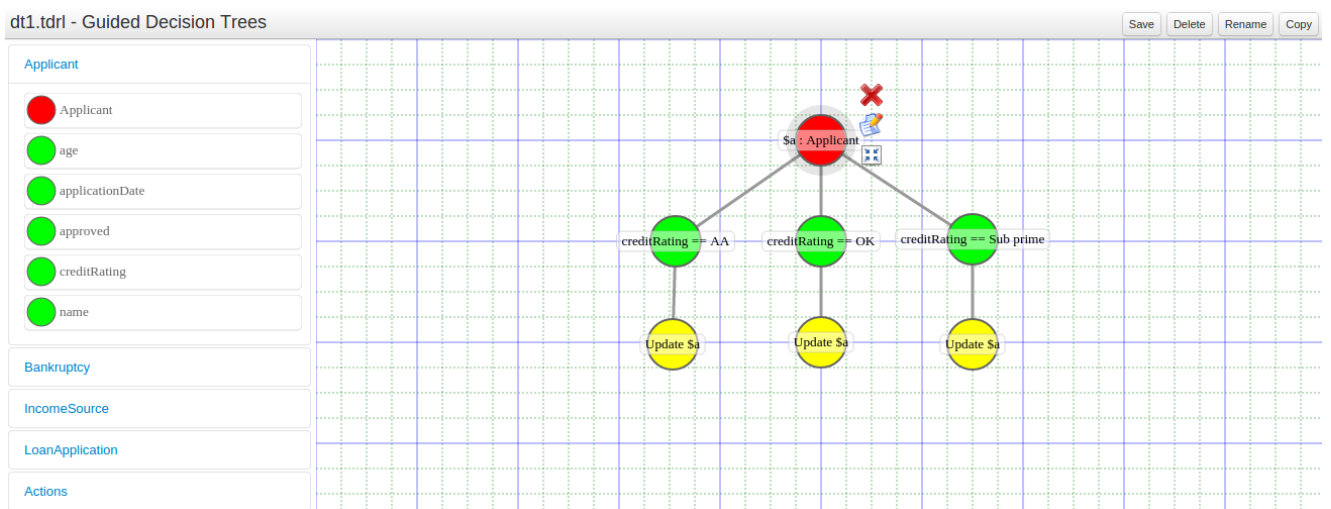 dt1.tdrl - Guided Decision Trees
Save
Delete
Rename
Copy
Applicant
Applicant
age
applicationDate
approved
creditRating
name
Bankruptcy
IncomeSource
LoanApplication
Actions
$a : Applicant
creditRating == AA
creditRating == OK
creditRating == Sub prime
Update $a
Update $a
Update $a